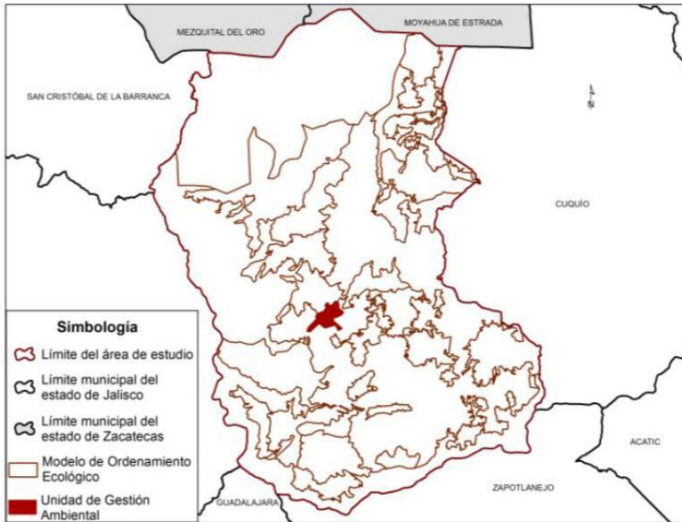 MEZQUITAL DEL ORO
MOYAHUA DE ESTRADA
SAN CRISTÓBAL DE LA BARRANCA
N
CUQUÍO
Simbología
Límite del área de estudio
Límite municipal del
estado de Jalisco
Límite municipal del
estado de Zacatecas
Modelo de Ordenamiento
Ecológico
Unidad de Gestión
Ambiental
GUADALAJARA
ZAPOTLANEJO
ACATIC